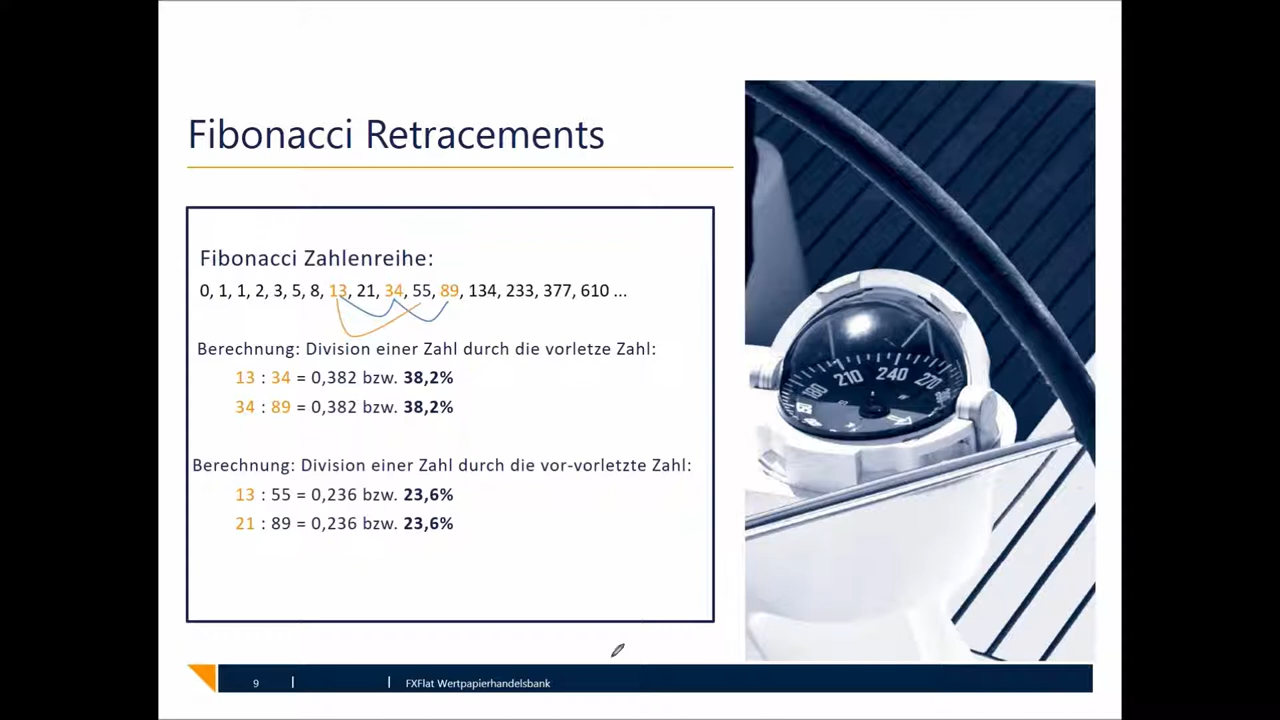 Fibonacci Retracements
Fibonacci Zahlenreihe:
0, 1, 1, 2, 3, 5, 8, 13, 21, 34, 55, 89, 134, 233, 377, 610 ...
Berechnung: Division einer Zahl durch die vorletze Zahl:
13 : 34 = 0,382 bzw. 38,2%
34 : 89 = 0,382 bzw. 38,2%
Berechnung: Division einer Zahl durch die vor-vorletzte Zahl:
13 : 55 = 0,236 bzw. 23,6%
21 : 89 = 0,236 bzw. 23,6%
180 210 240 270
9 | | FXFlat Wertpapierhandelsbank